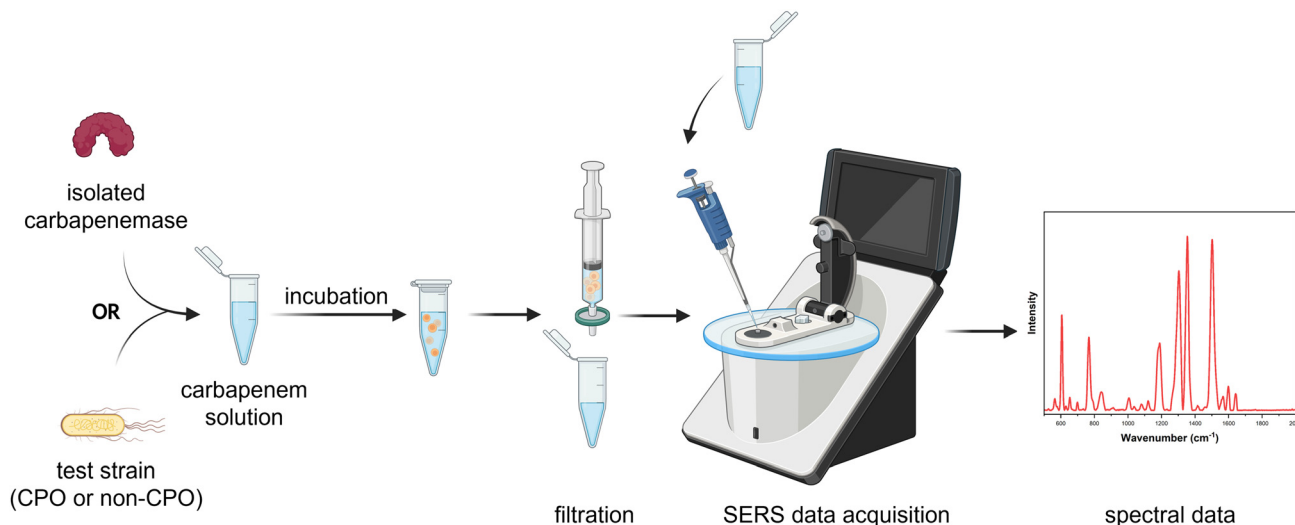 isolated
carbapenemase
OR
incubation
carbapenem
solution
test strain
(CPO or non-CPO)
filtration
SERS data acquisition
Intensity
600 800 1000 1200 1400 1600 1800 2000
Wavenumber (cm⁻¹)
spectral data